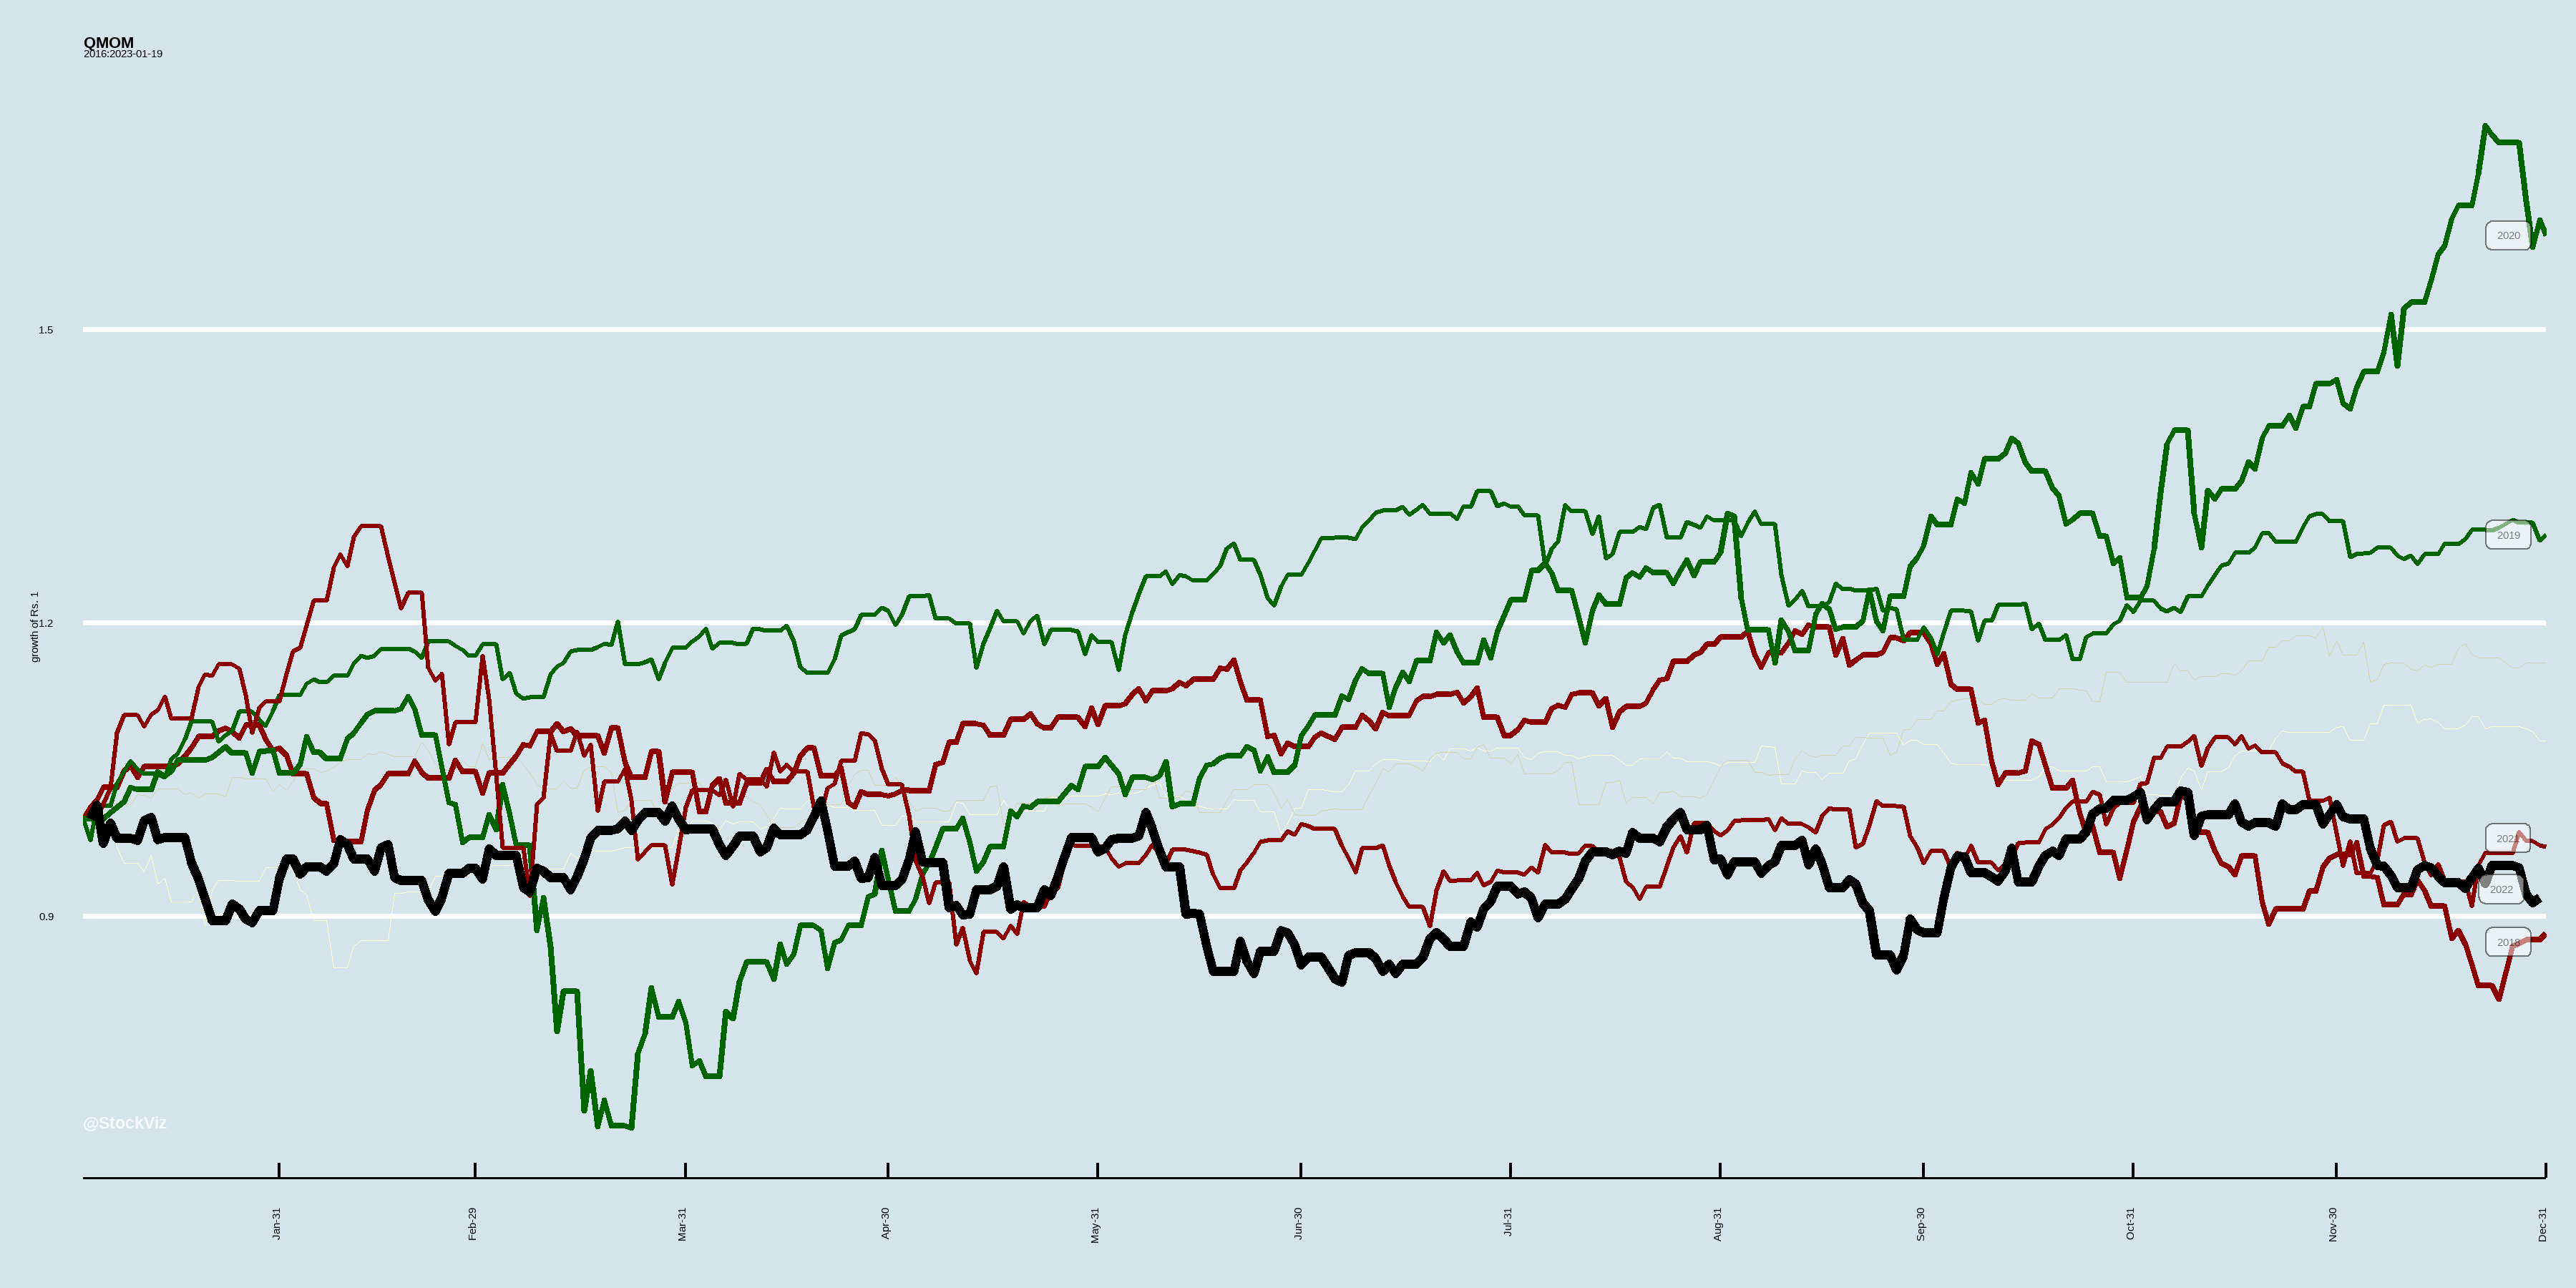 QMOM
2016:2023-01-19
2020
1.5
2019
1.2
growth of Rs. 1
2021
2022
0.9
2018
@StockViz
Jan-31
Feb-29
Mar-31
Apr-30
May-31
Jun-30
Jul-31
Aug-31
Sep-30
Oct-31
Nov-30
Dec-31